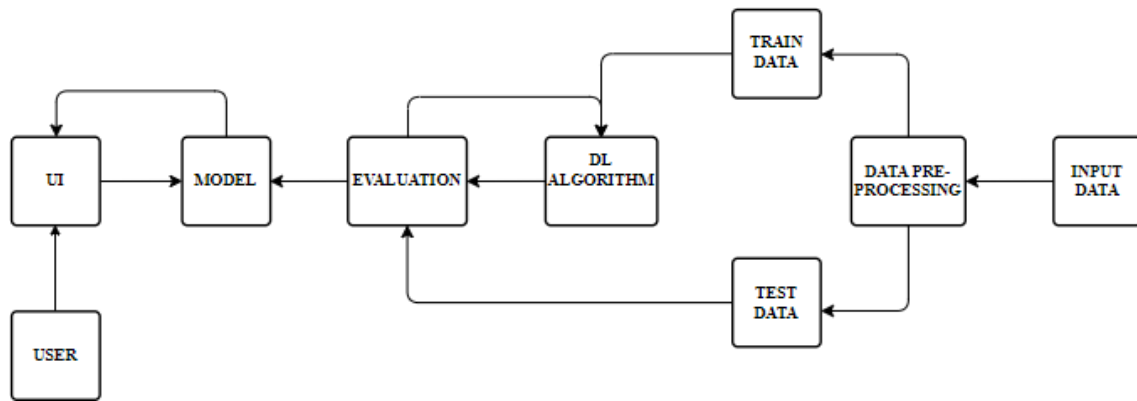 TRAIN
DATA
UI
MODEL
EVALUATION
DL
ALGORITHM
DATA PRE-
PROCESSING
INPUT
DATA
TEST
DATA
USER